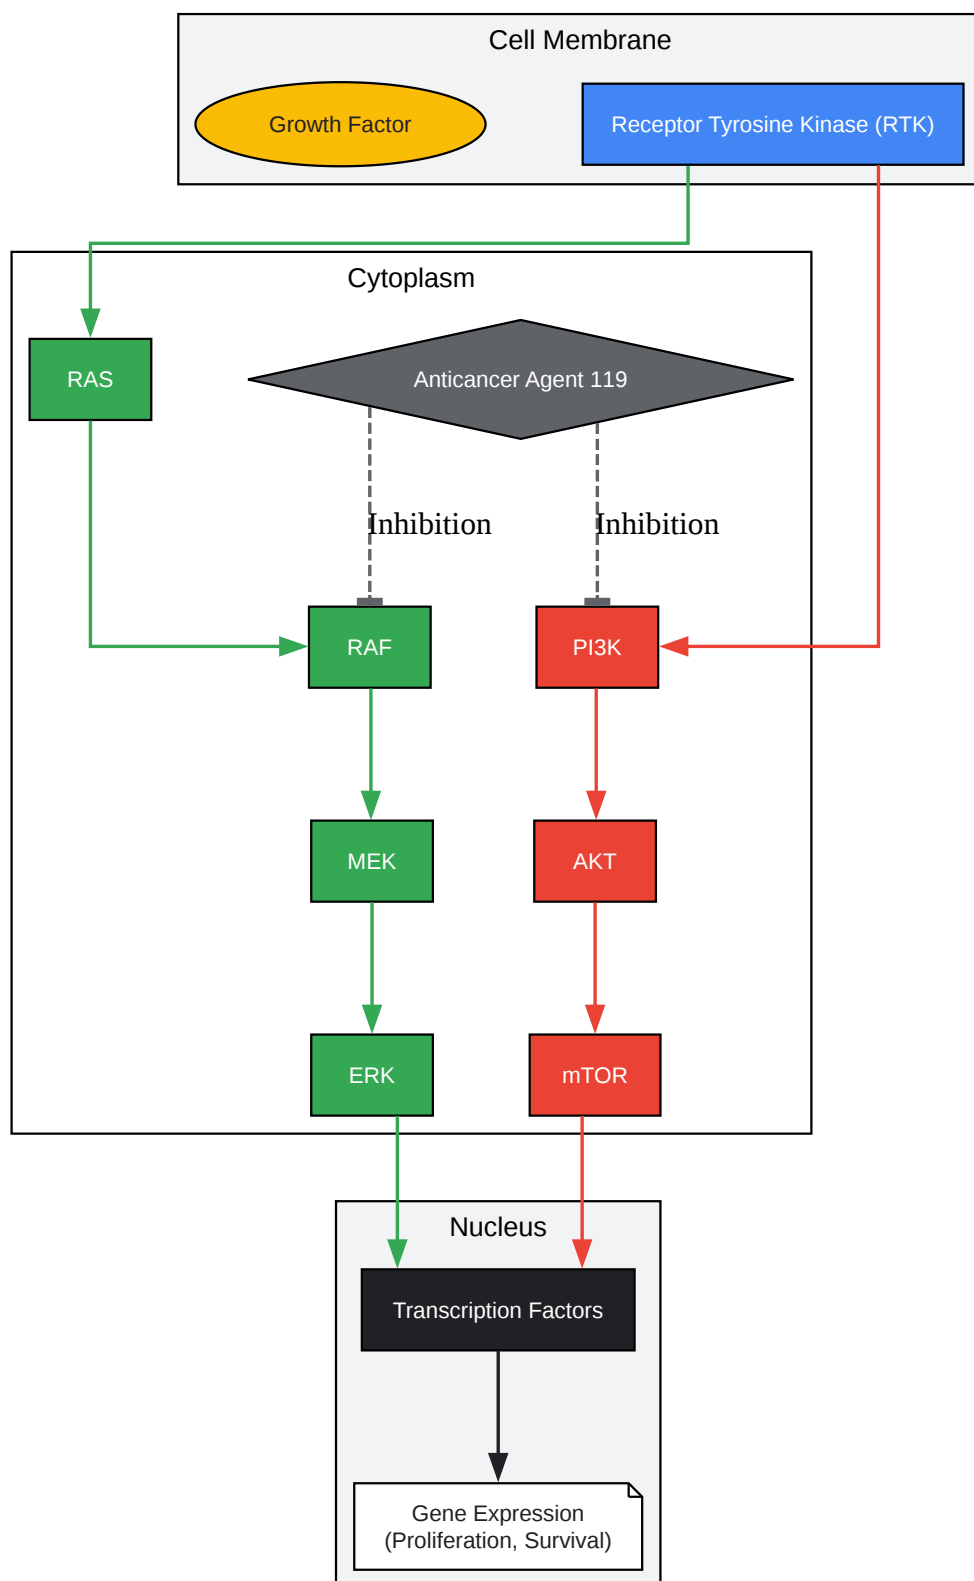 Cell Membrane
Growth Factor
Receptor Tyrosine Kinase (RTK)
Cytoplasm
RAS
Anticancer Agent 119
Inhibition
Inhibition
RAF
PI3K
MEK
AKT
ERK
mTOR
Nucleus
Transcription Factors
Gene Expression
(Proliferation, Survival)